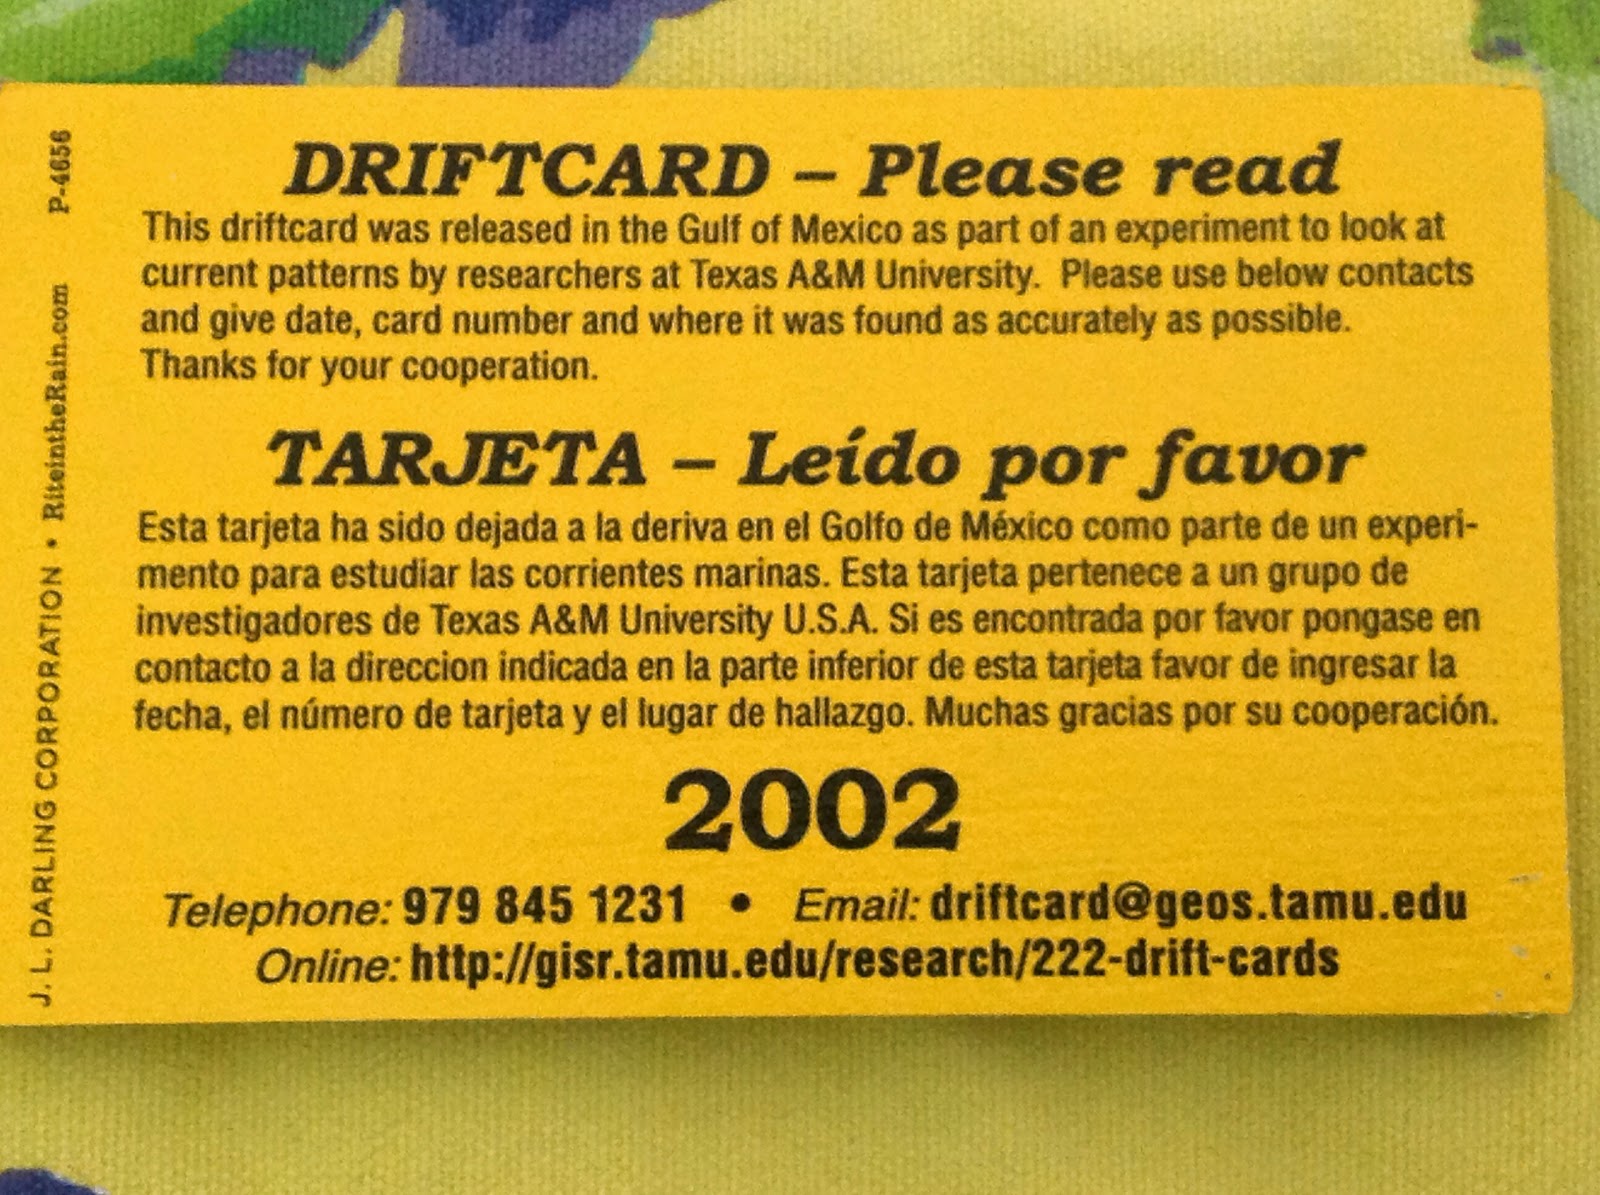 DRIFTCARD – Please read
This driftcard was released in the Gulf of Mexico as part of an experiment to look at
current patterns by researchers at Texas A&M University.  Please use below contacts
and give date, card number and where it was found as accurately as possible.
Thanks for your cooperation.
TARJETA – Leído por favor
Esta tarjeta ha sido dejada a la deriva en el Golfo de México como parte de un experi-
mento para estudiar las corrientes marinas. Esta tarjeta pertenece a un grupo de
investigadores de Texas A&M University U.S.A. Si es encontrada por favor pongase en
contacto a la direccion indicada en la parte inferior de esta tarjeta favor de ingresar la
fecha, el número de tarjeta y el lugar de hallazgo. Muchas gracias por su cooperación.
2002
Telephone: 979 845 1231 • Email: driftcard@geos.tamu.edu
Online: http://gisr.tamu.edu/research/222-drift-cards
J. L. DARLING CORPORATION • RiteintheRain.com P-4656